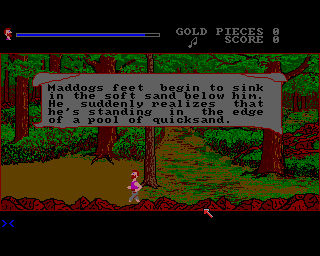 GOLD PIECES 0
SCORE 0
Maddogs feet begin to sink
in the soft sand below him.
He, suddenly realizes that
he's standing in the edge
of a pool of quicksand.